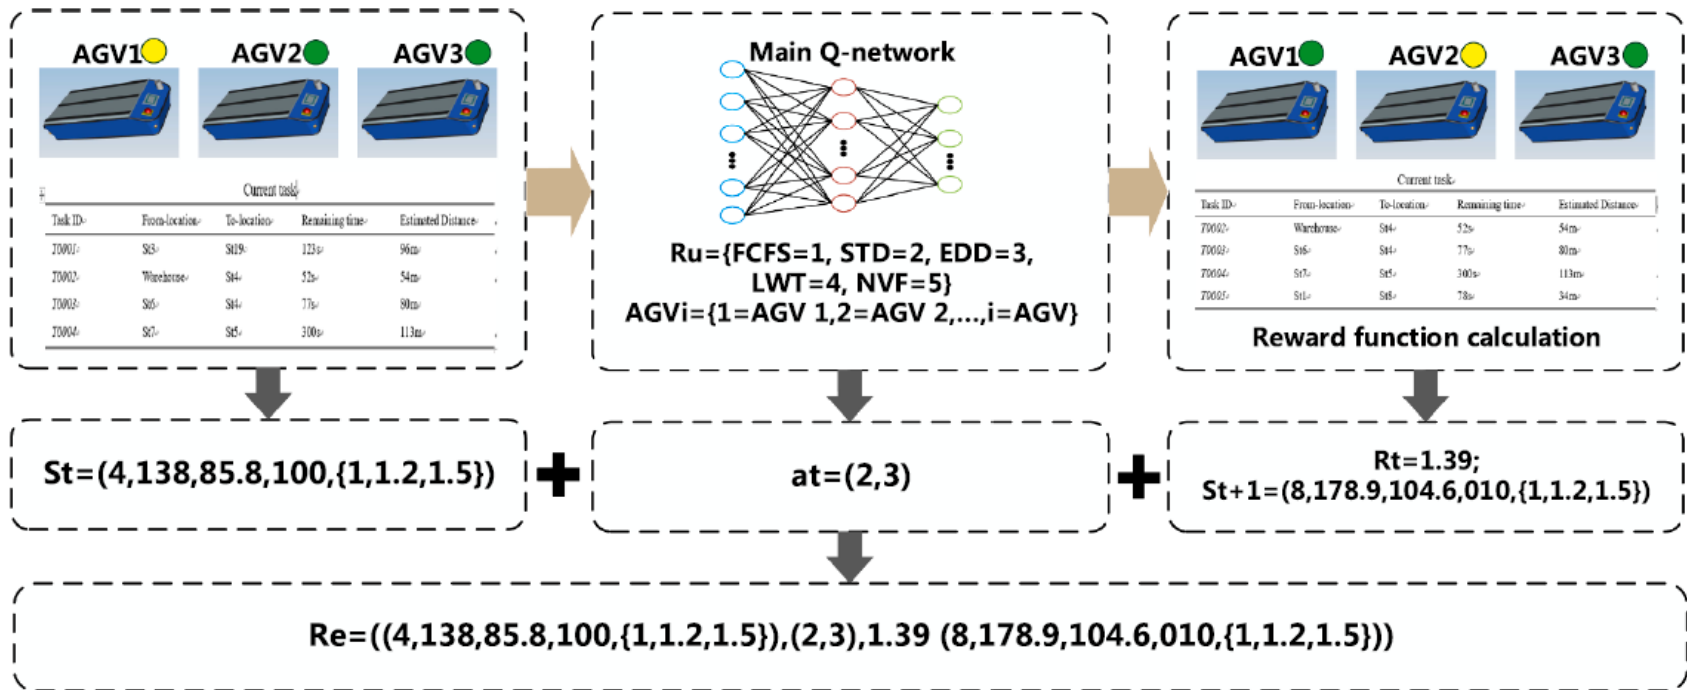 AGV1 AGV2 AGV3
Current task
Task ID From-location To-location Remaining time Estimated Distance
T0001 St3 St19 123s 96m
T0002 Warehouse St4 52s 54m
T0003 St6 St4 77s 80m
T0004 St7 St5 300s 113m
Main Q-network
Ru={FCFS=1, STD=2, EDD=3,
LWT=4, NVF=5}
AGVi={1=AGV 1,2=AGV 2,...,i=AGV}
AGV1 AGV2 AGV3
Current task
Task ID From-location To-location Remaining time Estimated Distance
T0002 Warehouse St4 52s 54m
T0003 St6 St4 77s 80m
T0004 St7 St5 300s 113m
T0005 St1 St8 78s 34m
Reward function calculation
St=(4,138,85.8,100,{1,1.2,1.5})
+
at=(2,3)
+
Rt=1.39;
St+1=(8,178.9,104.6,010,{1,1.2,1.5})
Re=((4,138,85.8,100,{1,1.2,1.5}),(2,3),1.39 (8,178.9,104.6,010,{1,1.2,1.5}))